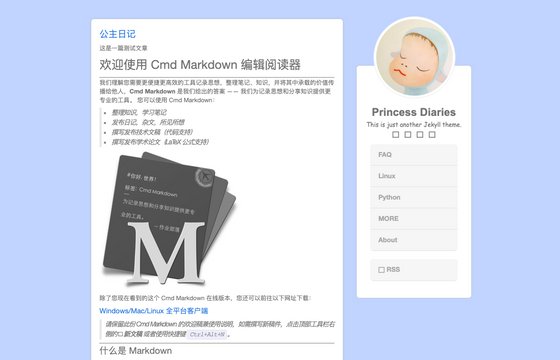 公主日记
这是一篇测试文章
欢迎使用 Cmd Markdown 编辑阅读器
我们理解您需要更便捷更高效的工具记录思想，整理笔记、知识，并将其中承载的价值传
播给他人，Cmd Markdown 是我们给出的答案 —— 我们为记录思想和分享知识提供更
专业的工具。 您可以使用 Cmd Markdown：
整理知识，学习笔记
发布日记，杂文，所见所想
撰写发布技术文稿（代码支持）
撰写发布学术论文（LaTeX 公式支持）
#你好, 世界!
标签: Cmd Markdown
为记录思想和分享知识提供更专
业的工具。
—— 作业部落
M
除了您现在看到的这个 Cmd Markdown 在线版本，您还可以前往以下网址下载：
Windows/Mac/Linux 全平台客户端
请保留此份 Cmd Markdown 的欢迎稿兼使用说明，如需撰写新稿件，点击顶部工具栏右
侧的 新文稿 或者使用快捷键 Ctrl+Alt+N 。
什么是 Markdown
Princess Diaries
This is just another Jekyll theme.
FAQ
Linux
Python
MORE
About
RSS